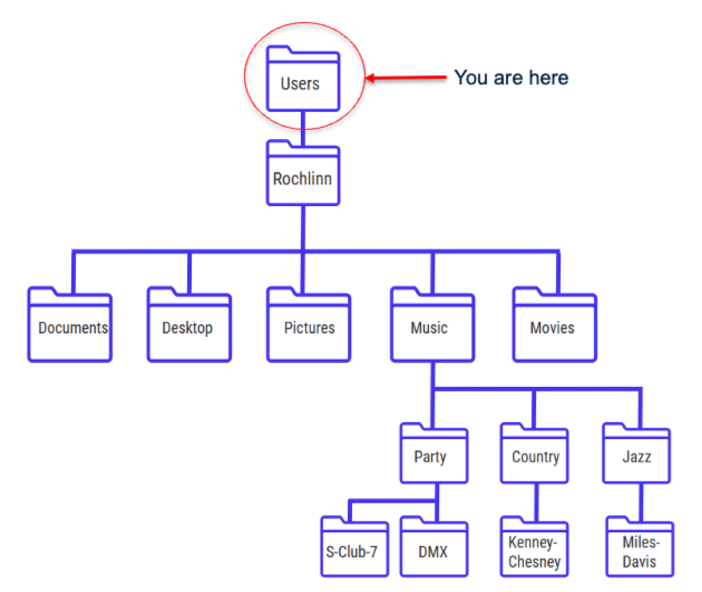 Users
You are here
Rochlinn
Documents
Desktop
Pictures
Music
Movies
Party
Country
Jazz
S-Club-7
DMX
Kenney-
Chesney
Miles-
Davis